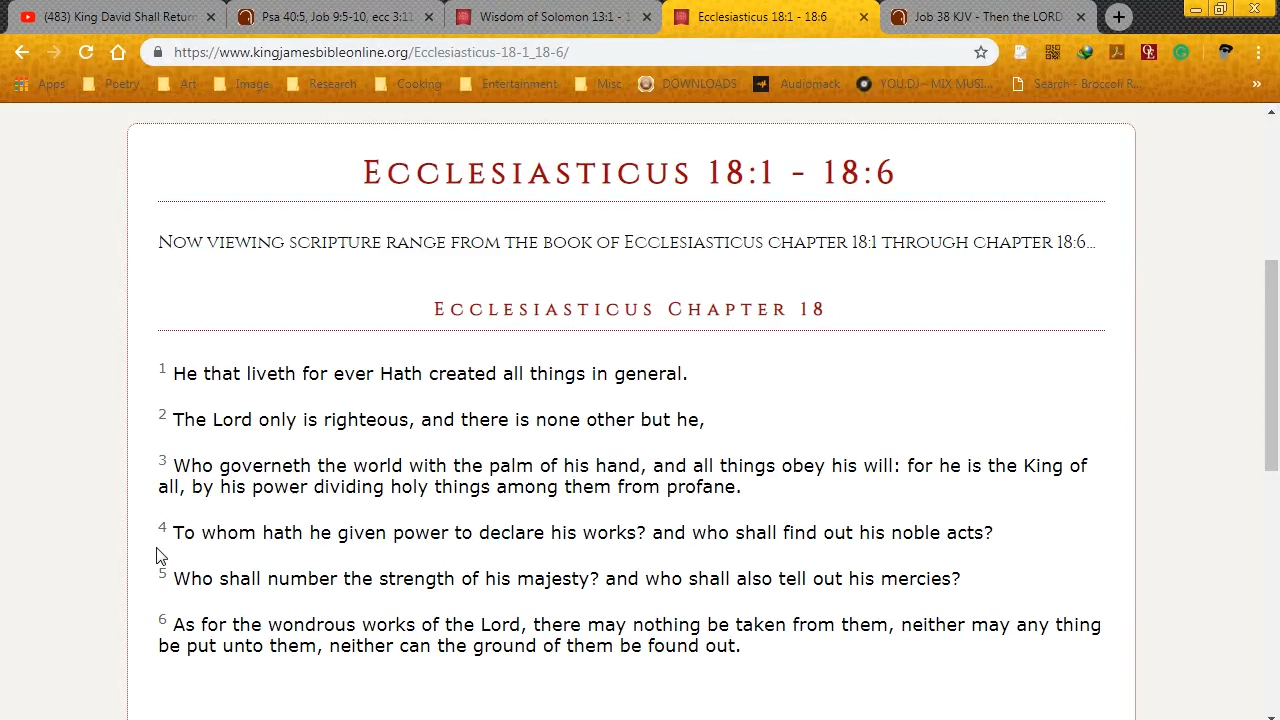 (483) King David Shall Return
Psa 40:5, Job 9:5-10, ecc 3:11
Wisdom of Solomon 13:1 - 1
Ecclesiasticus 18:1 - 18:6
Job 38 KJV - Then the LORD
https://www.kingjamesbibleonline.org/Ecclesiasticus-18-1_18-6/
Apps Poetry Art Image Research Cooking Entertainment Misc DOWNLOADS Audiomack YOU.DJ - MIX MUSI... Search - Broccoli R... »
Ecclesiasticus 18:1 - 18:6
Now viewing scripture range from the book of Ecclesiasticus chapter 18:1 through chapter 18:6...
Ecclesiasticus Chapter 18
1 He that liveth for ever Hath created all things in general.
2 The Lord only is righteous, and there is none other but he,
3 Who governeth the world with the palm of his hand, and all things obey his will: for he is the King of
all, by his power dividing holy things among them from profane.
4 To whom hath he given power to declare his works? and who shall find out his noble acts?
5 Who shall number the strength of his majesty? and who shall also tell out his mercies?
6 As for the wondrous works of the Lord, there may nothing be taken from them, neither may any thing
be put unto them, neither can the ground of them be found out.